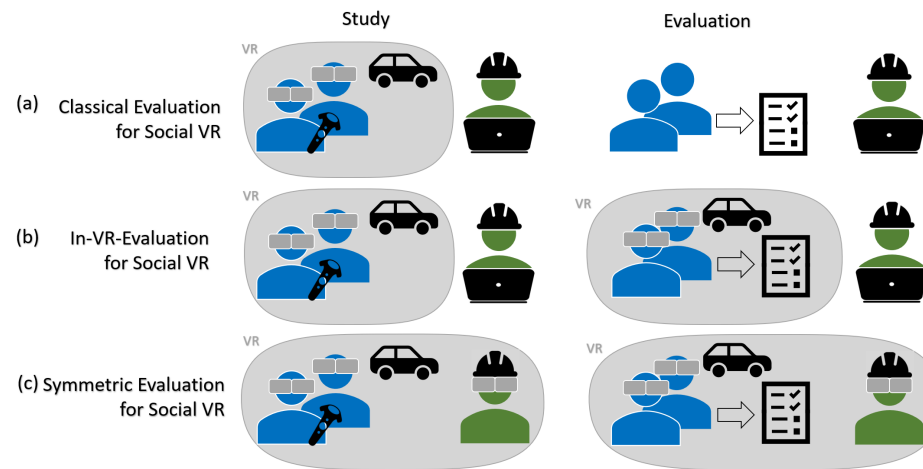 Study
Evaluation
VR
(a)
Classical Evaluation
for Social VR
VR
VR
(b)
In-VR-Evaluation
for Social VR
VR
VR
(c)
Symmetric Evaluation
for Social VR